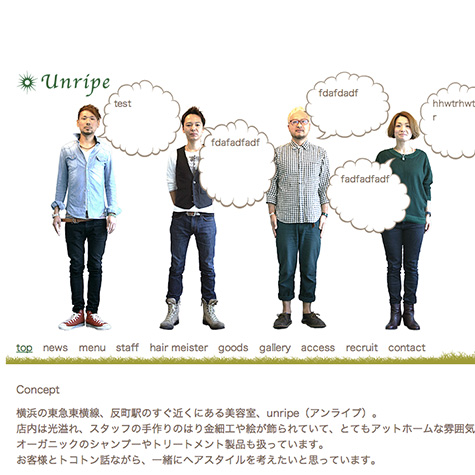 Unripe
test
fdafadfadf
fdafdadf
fadfadfadf
hhwtrhwt
r
top news menu staff hair meister goods gallery access recruit contact
Concept
横浜の東急東横線、反町駅のすぐ近くにある美容室、unripe（アンライプ）。
店内は光溢れ、スタッフの手作りのはり金細工や絵が飾られていて、とてもアットホームな雰囲気
オーガニックのシャンプーやトリートメント製品も扱っています。
お客様とトコトン話ながら、一緒にヘアスタイルを考えたいと思っています。